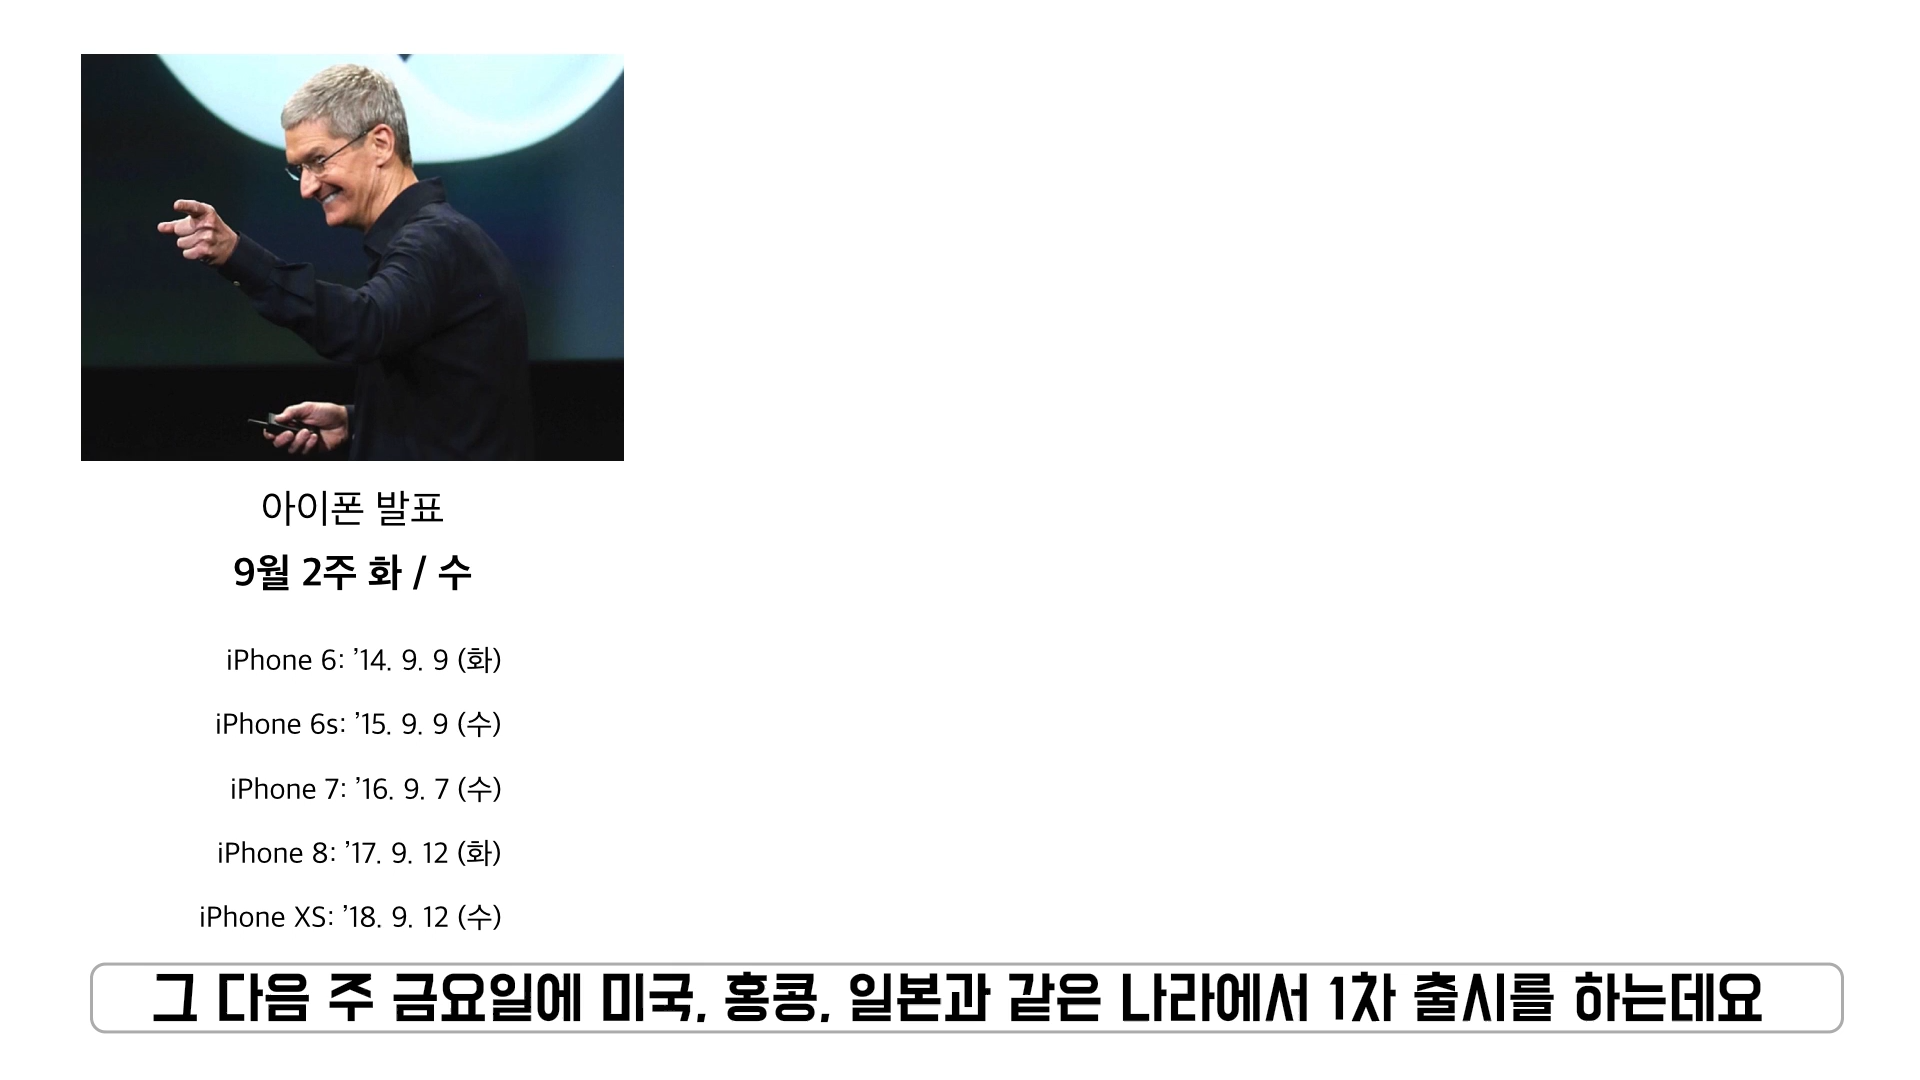 아이폰 발표
9월 2주 화 / 수
iPhone 6: ’14. 9. 9 (화)
iPhone 6s: ’15. 9. 9 (수)
iPhone 7: ’16. 9. 7 (수)
iPhone 8: ’17. 9. 12 (화)
iPhone XS: ’18. 9. 12 (수)
그 다음 주 금요일에 미국, 홍콩, 일본과 같은 나라에서 1차 출시를 하는데요